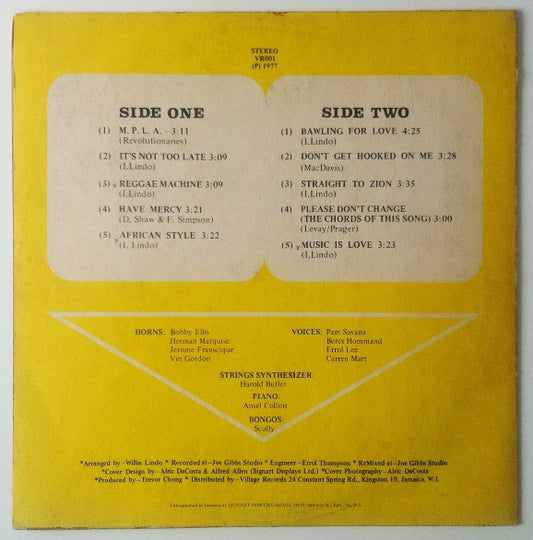 STEREO
VR001
(P) 1977
SIDE ONE
(1) M. P. L. A. –3:11
(Revolutionaries)
(2) IT'S NOT TOO LATE 3:09
(I,Lindo)
(3) x REGGAE MACHINE 3:09
(I,Lindo)
(4) HAVE MERCY 3:21
(D, Shaw & F. Simpson)
(5) x AFRICAN STYLE 3:22
(I, Lindo)
SIDE TWO
(1) BAWLING FOR LOVE 4:25
(I,Lindo)
(2) DON'T GET HOOKED ON ME 3:28
(MacDavis)
(3) STRAIGHT TO ZION 3:35
(I,Lindo)
(4) PLEASE DON'T CHANGE
(THE CHORDS OF THIS SONG) 3:00
(Levay/Prager)
(5) x MUSIC IS LOVE 3:23
(I,Lindo)
HORNS: Bobby Ellis
Herman Marquise
Jerome Franscique
Vin Gordon
VOICES: Pam Savana
Beres Hommand
Errol Lee
Carren Marr
STRINGS SYNTHESIZER:
Harold Butler
PIANO:
Ansel Collins
BONGOS:
Scully
*Arranged by–Willie Lindo *Recorded at–Joe Gibbs Studio *Engineer–Errol Thompson *ReMixed at–Joe Gibbs Studio
*Cover Design by– Alric DaCosta & Alfred Allen (Signart Displays Ltd.) *Cover Photography–Alric DaCosta
*Produced by–Trevor Chong *Distributed by–Village Records 24 Constant Spring Rd., Kingston 10, Jamaica, W.I.